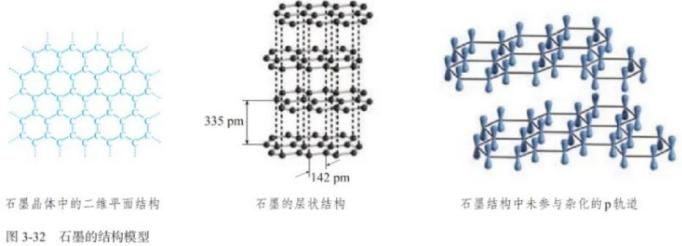 335 pm
142 pm
石墨晶体中的二维平面结构
石墨的层状结构
石墨结构中未参与杂化的p轨道
图 3-32 石墨的结构模型